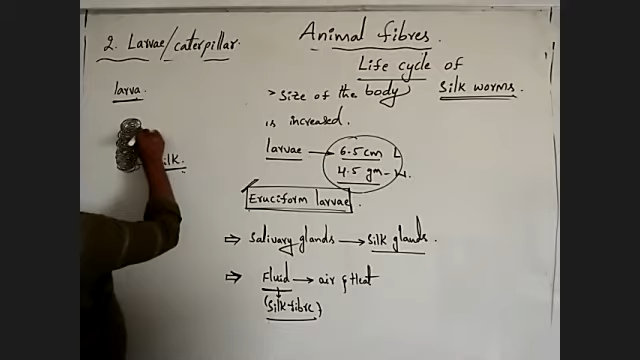 Animal fibres.
2. Larvae/caterpillar.
Life cycle of
Silk worms.
larva.
> Size of the body
is increased.
larvae → 6.5 cm L
4.5 gm - W.
Eruciform larvae.
⇨ Salivary glands → Silk glands.
⇨ Fluid → air & Heat
↓
(Silk fibre)